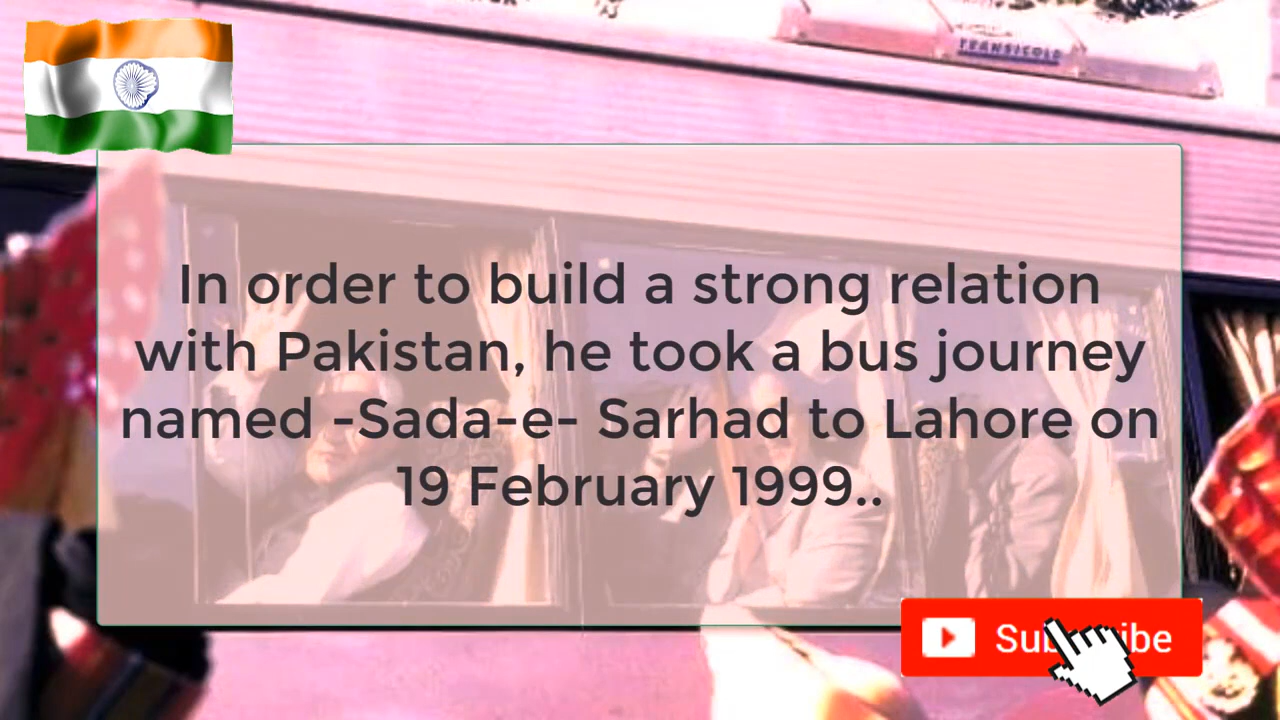 TRANSICOLD
In order to build a strong relation
with Pakistan, he took a bus journey
named -Sada-e- Sarhad to Lahore on
19 February 1999..